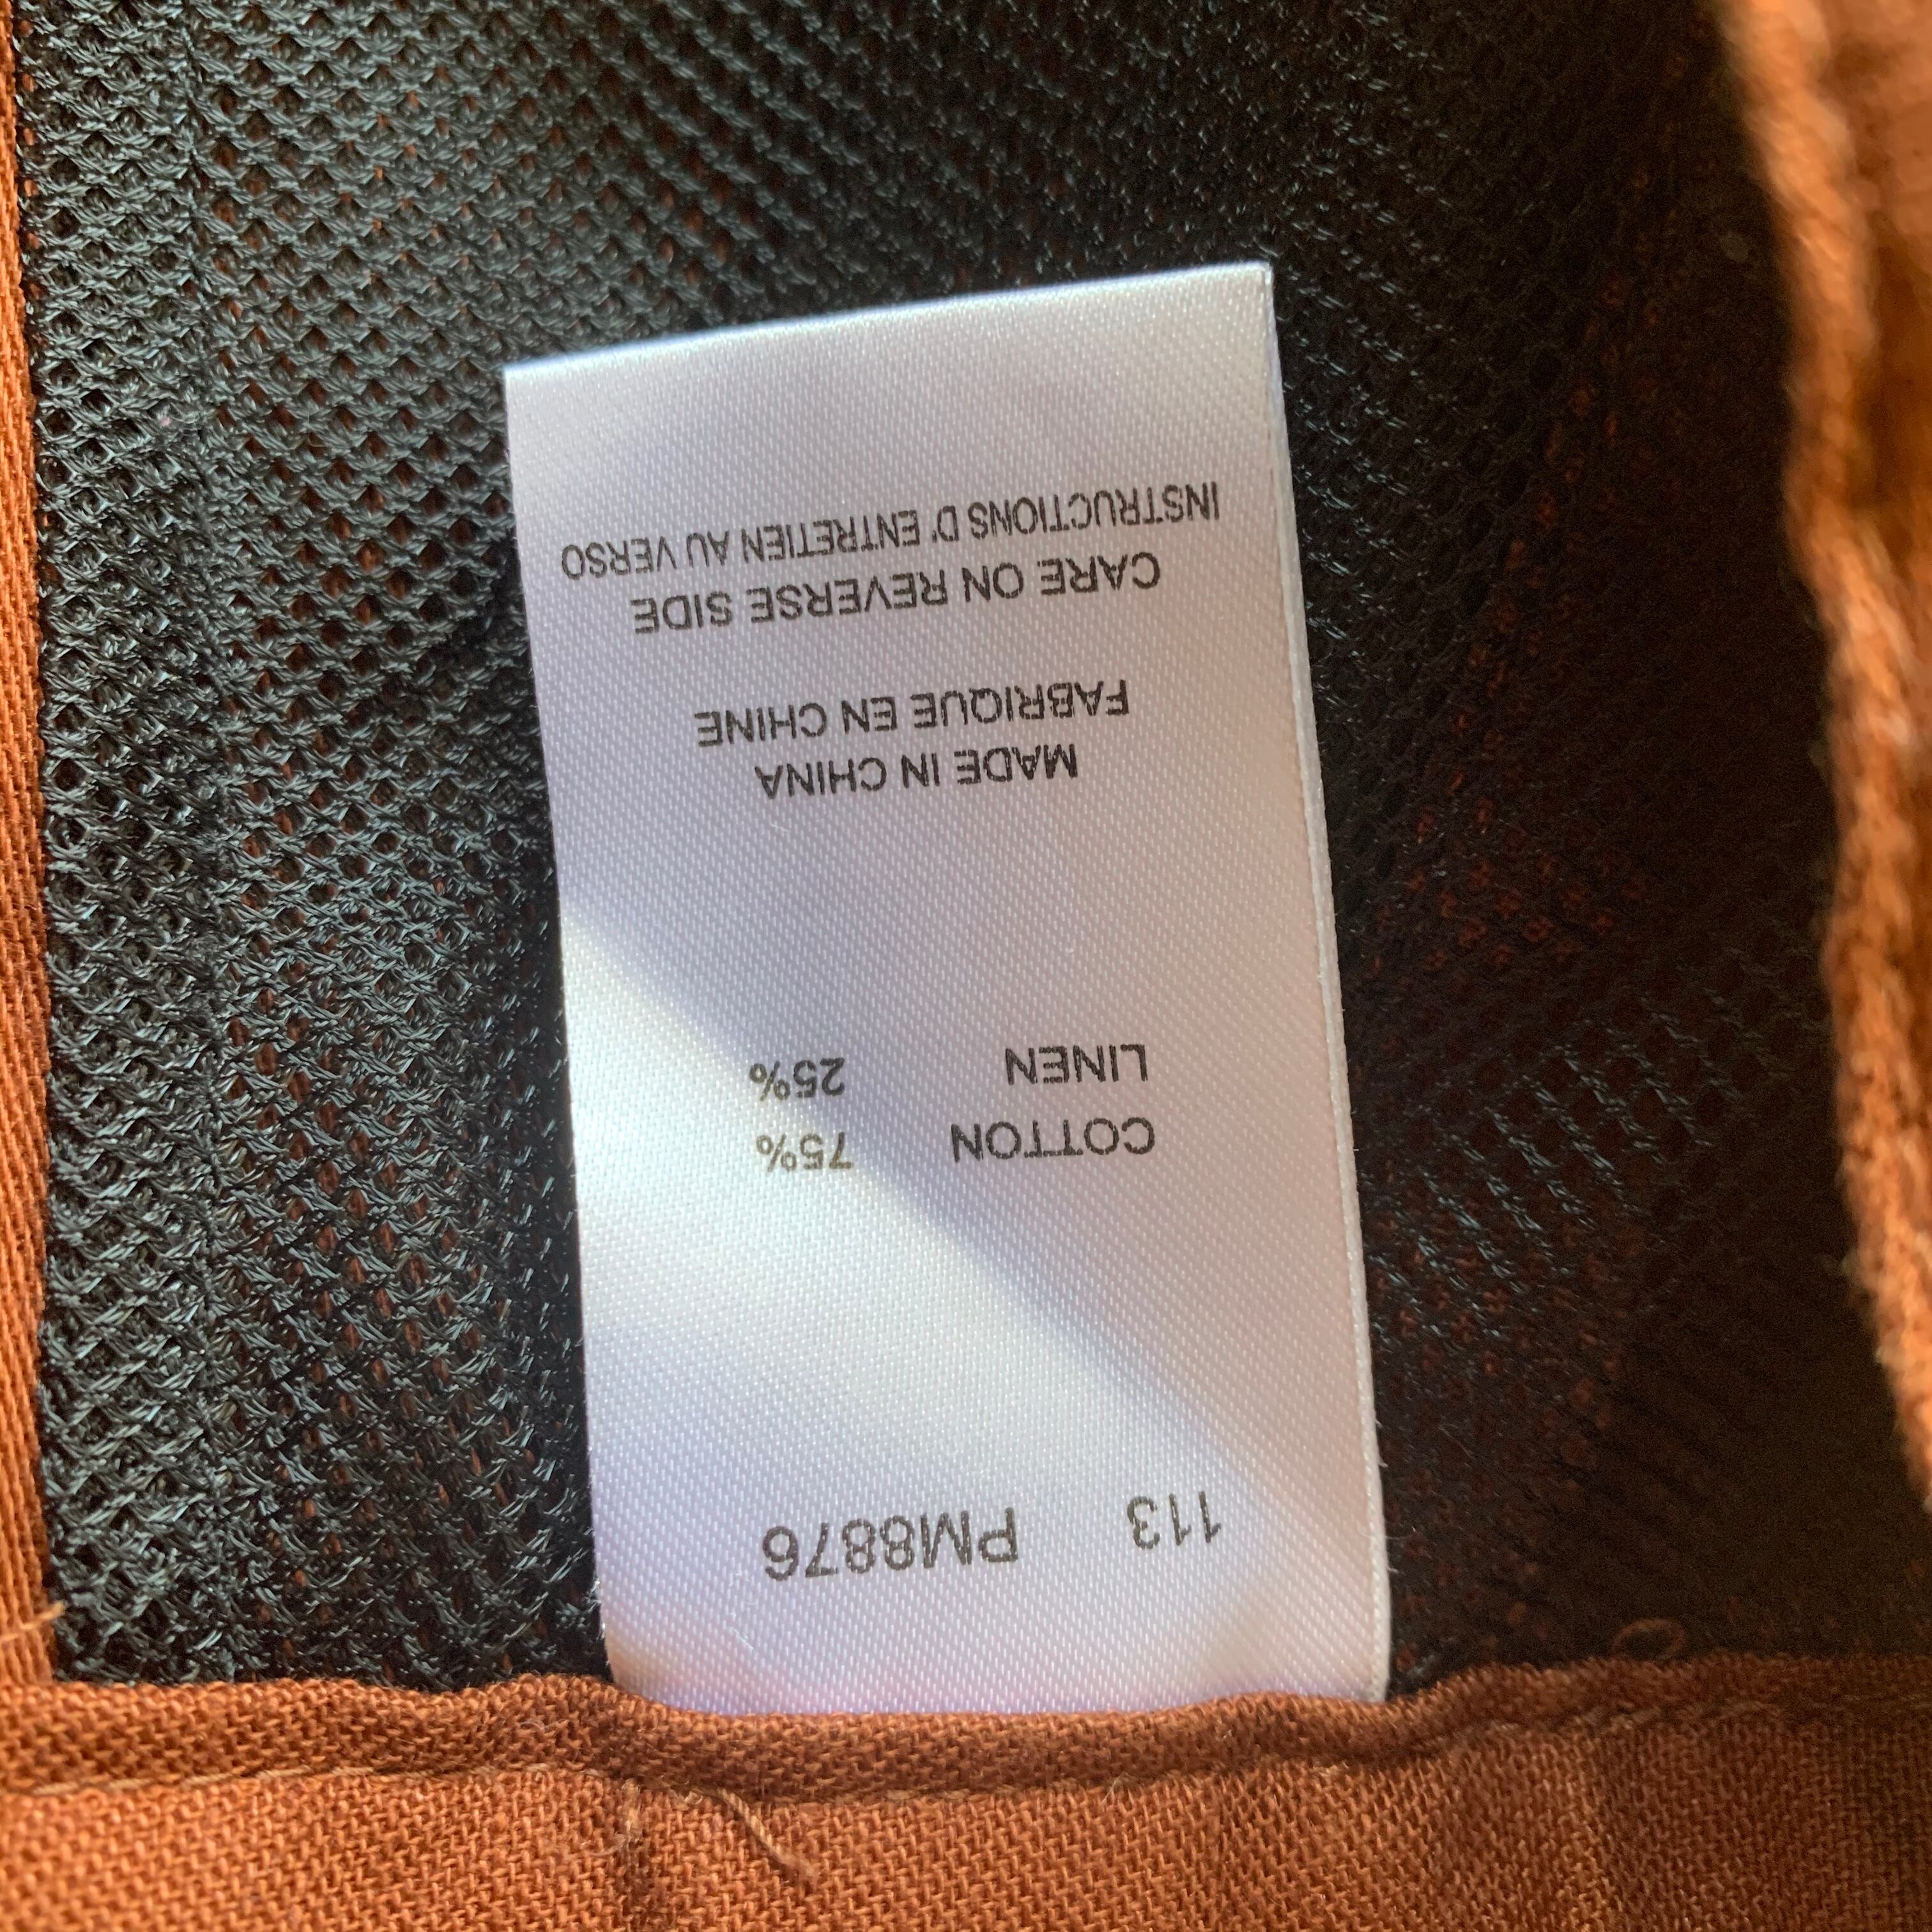 113 PM8876
COTTON 75%
LINEN 25%
MADE IN CHINA
FABRIQUE EN CHINE
CARE ON REVERSE SIDE
INSTRUCTIONS D' ENTRETIEN AU VERSO